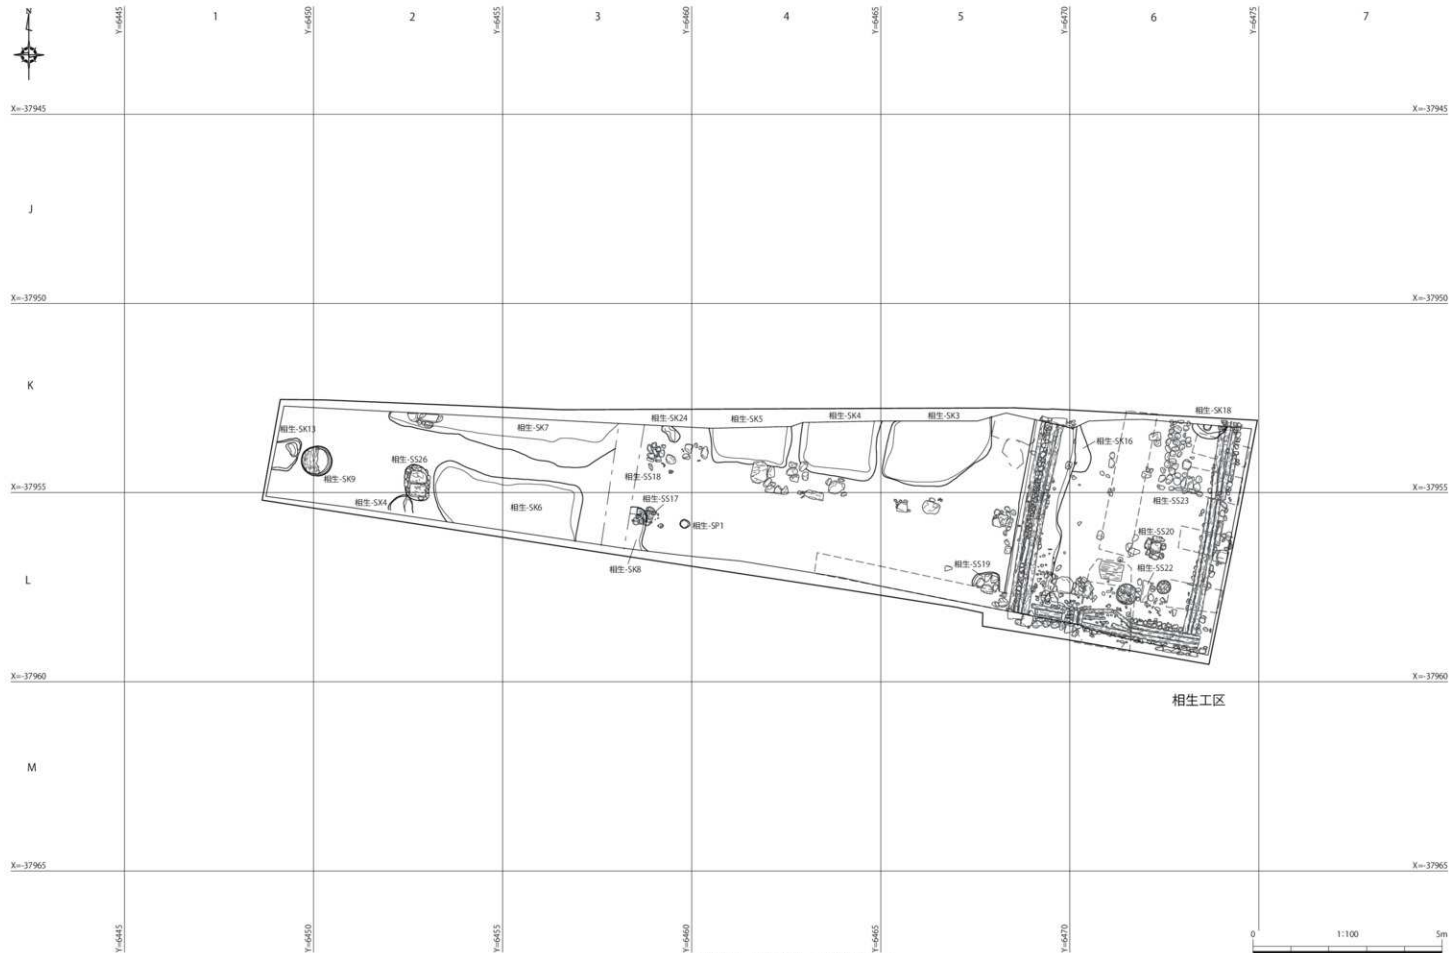 N
1
2
3
4
5
6
7
Y=6445
Y=6450
Y=6455
Y=6460
Y=6465
Y=6470
Y=6475
X=-37945
X=-37945
J
X=-37950
X=-37950
K
相生-SK18
相生-SK24
相生-SK5
相生-SK4
相生-SK3
相生-SK13
相生-SK7
相生-SK16
相生-SS26
相生-SK9
相生-SS18
相生-SX4
相生-SK6
相生-SS17
相生-SS23
相生-SP1
相生-SS20
相生-SK8
相生-SS19
相生-SS22
L
X=-37960
X=-37960
相生工区
M
X=-37965
X=-37965
X=-37955
X=-37955
Y=6445
Y=6450
Y=6455
Y=6460
Y=6465
Y=6470
0
1:100
5m